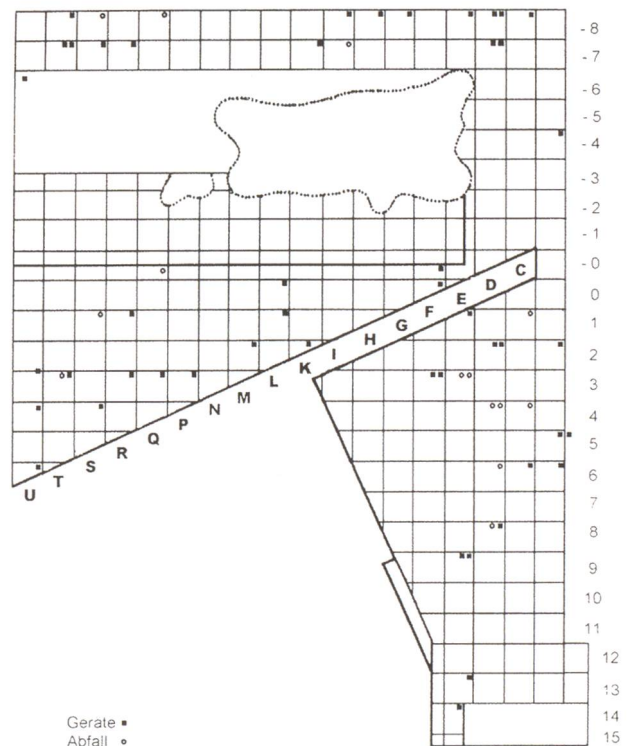 - 8
- 7
- 6
- 5
- 4
- 3
- 2
- 1
- 0
0
1
2
3
4
5
6
7
8
9
10
11
12
13
14
15
C
D
E
F
G
H
I
K
L
M
N
P
Q
R
S
T
U
Gerate ▪
Abfall ∘